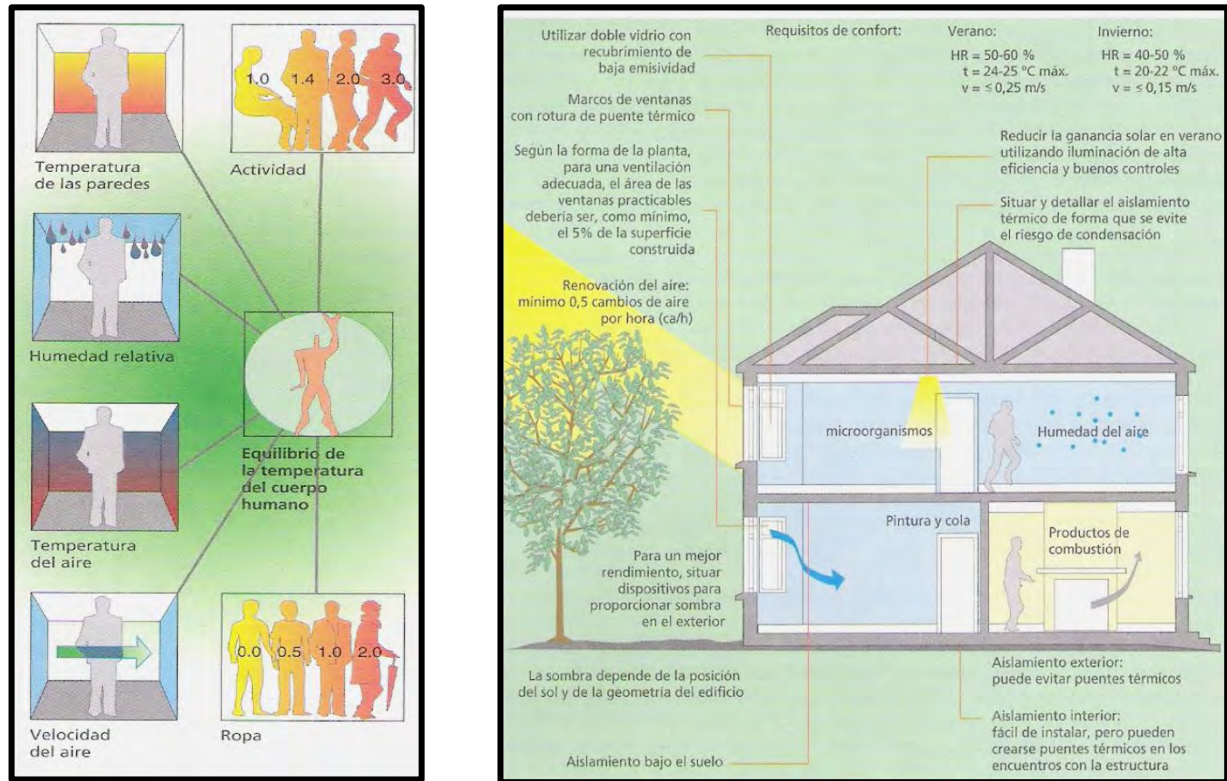 1.0 1.4 2.0 3.0
Temperatura
de las paredes
Actividad
Humedad relativa
Equilibrio de
la temperatura
del cuerpo
humano
Temperatura
del aire
0.0 0.5 1.0 2.0
Velocidad
del aire
Ropa
Utilizar doble vidrio con
recubrimiento de
baja emisividad
Marcos de ventanas
con rotura de puente térmico
Según la forma de la planta,
para una ventilación
adecuada, el área de las
ventanas practicables
debería ser, como mínimo,
el 5% de la superficie
construida
Renovación del aire:
mínimo 0,5 cambios de aire
por hora (ca/h)
Requisitos de confort:
Verano:
HR = 50-60 %
t = 24-25 ºC máx.
v = ≤ 0,25 m/s
Invierno:
HR = 40-50 %
t = 20-22 ºC máx.
v = ≤ 0,15 m/s
Reducir la ganancia solar en verano
utilizando iluminación de alta
eficiencia y buenos controles
Situar y detallar el aislamiento
térmico de forma que se evite
el riesgo de condensación
microorganismos
Humedad del aire
Pintura y cola
Productos de
combustión
Para un mejor
rendimiento, situar
dispositivos para
proporcionar sombra
en el exterior
La sombra depende de la posición
del sol y de la geometría del edificio
Aislamiento bajo el suelo
Aislamiento exterior:
puede evitar puentes térmicos
Aislamiento interior:
fácil de instalar, pero pueden
crearse puentes térmicos en los
encuentros con la estructura